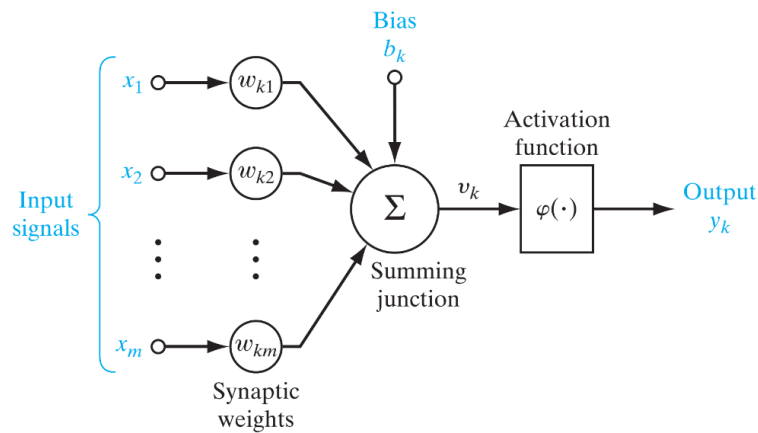 Bias
b_k
x_1
w_k1
Activation
function
x_2
w_k2
Input
signals
Σ
v_k
φ(·)
Output
y_k
Summing
junction
x_m
w_km
Synaptic
weights